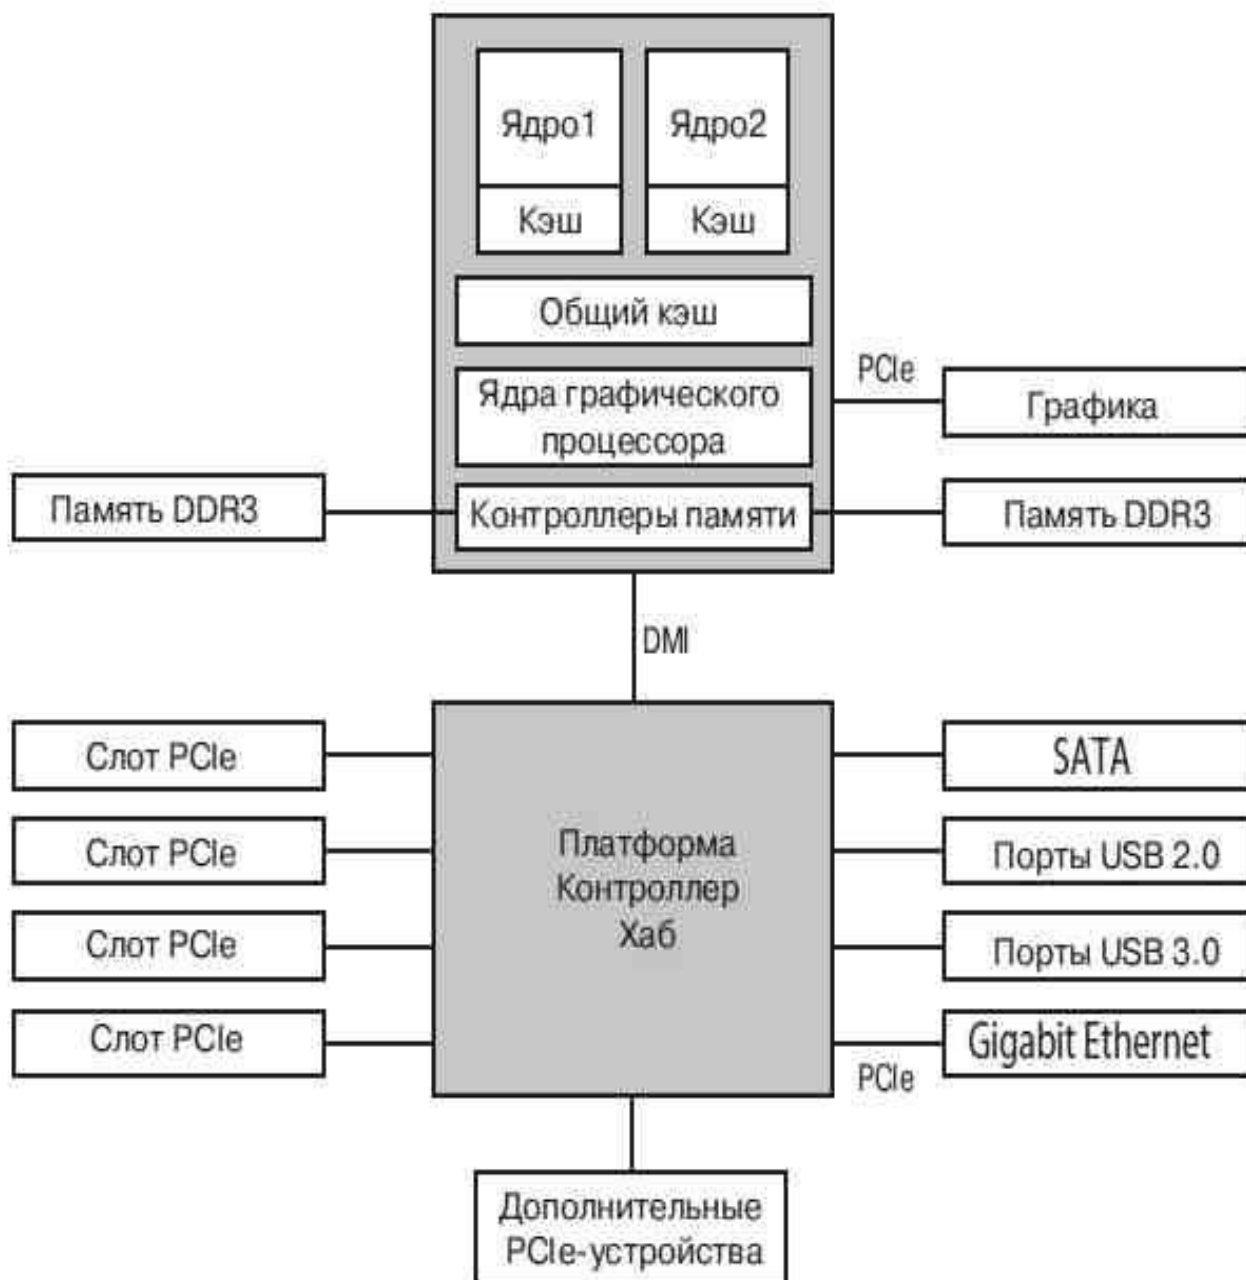 Ядро1
Ядро2
Кэш
Кэш
Общий кэш
Ядра графического
процессора
PCIe
Графика
Память DDR3
Контроллеры памяти
Память DDR3
DMI
Слот PCIe
SATA
Слот PCIe
Порты USB 2.0
Платформа
Контроллер
Хаб
Слот PCIe
Порты USB 3.0
Слот PCIe
Gigabit Ethernet
PCIe
Дополнительные
PCIe-устройства